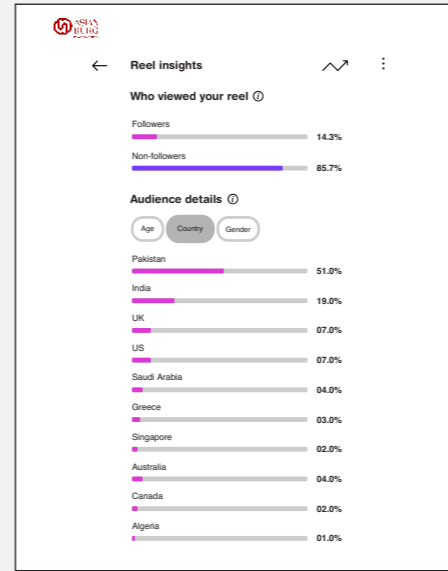 ASIAN
BURG
Reel insights
Who viewed your reel
Followers
14.3%
Non-followers
85.7%
Audience details
Age Country Gender
Pakistan
51.0%
India
19.0%
UK
07.0%
US
07.0%
Saudi Arabia
04.0%
Greece
03.0%
Singapore
02.0%
Australia
04.0%
Canada
02.0%
Algeria
01.0%